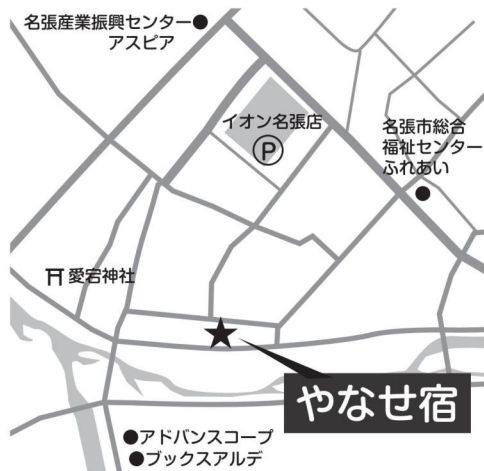 名張産業振興センター
アスピア
イオン名張店
P
名張市総合
福祉センター
ふれあい
愛宕神社
やなせ宿
アドバンスコープ
ブックスアルデ